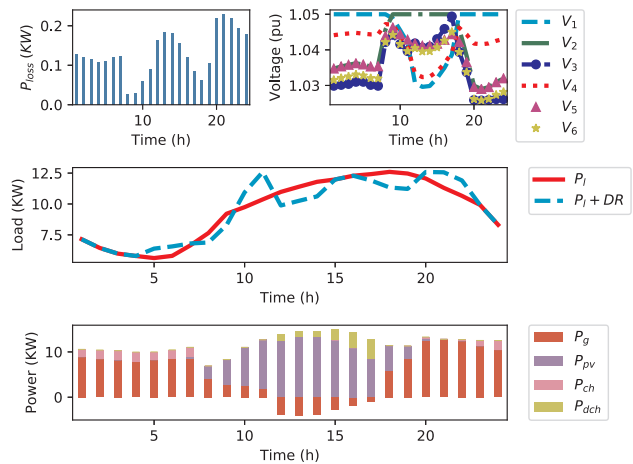 P_loss (KW)
0.2
0.1
0.0
10
20
Time (h)
Voltage (pu)
1.05
1.04
1.03
10
20
Time (h)
V_1
V_2
V_3
V_4
V_5
V_6
Load (KW)
12.5
10.0
7.5
5
10
15
20
Time (h)
P_l
P_l + DR
Power (KW)
10
0
5
10
15
20
Time (h)
P_g
P_pv
P_ch
P_dch